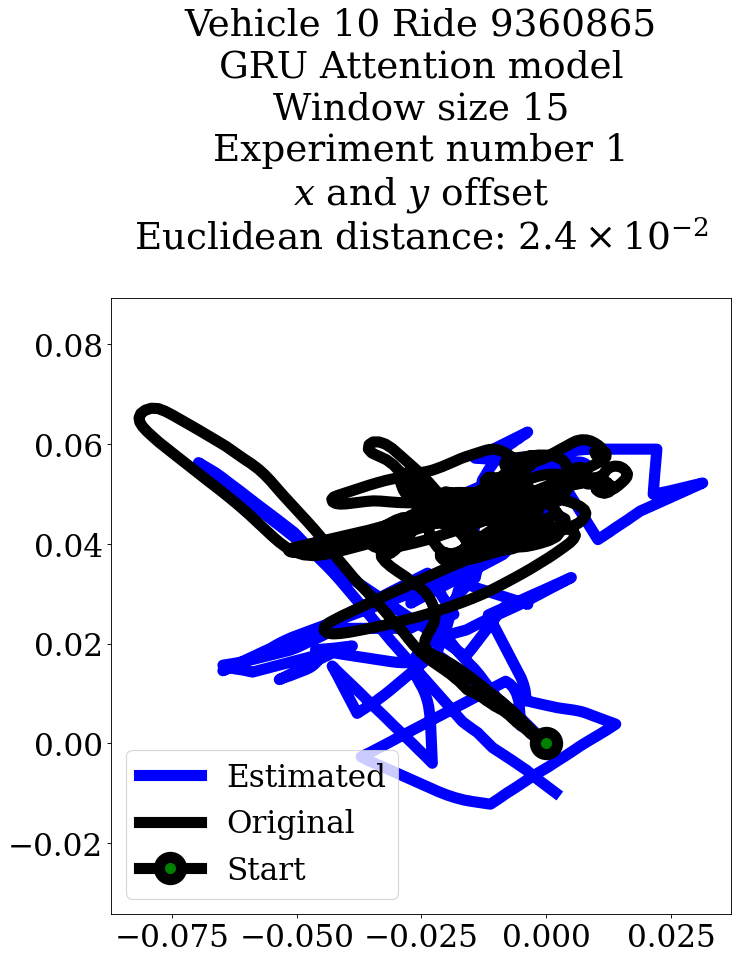 Vehicle 10 Ride 9360865
GRU Attention model
Window size 15
Experiment number 1
x and y offset
Euclidean distance: 2.4 × 10⁻²
0.08
0.06
0.04
0.02
0.00
−0.02
Estimated
Original
Start
−0.075 −0.050 −0.025 0.000 0.025